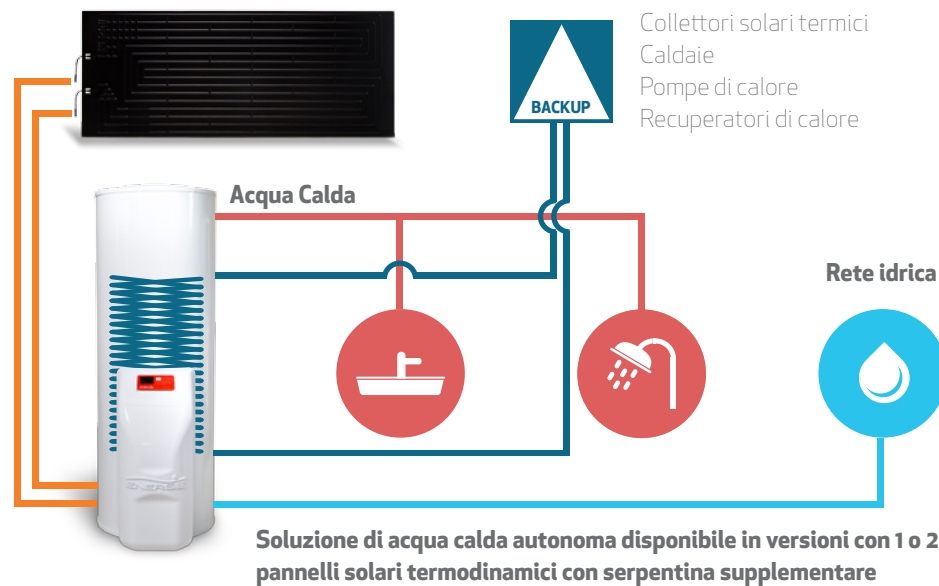 Collettori solari termici
Caldaie
Pompe di calore
Recuperatori di calore
BACKUP
Acqua Calda
Rete idrica
ENERGIE
Soluzione di acqua calda autonoma disponibile in versioni con 1 o 2
pannelli solari termodinamici con serpentina supplementare